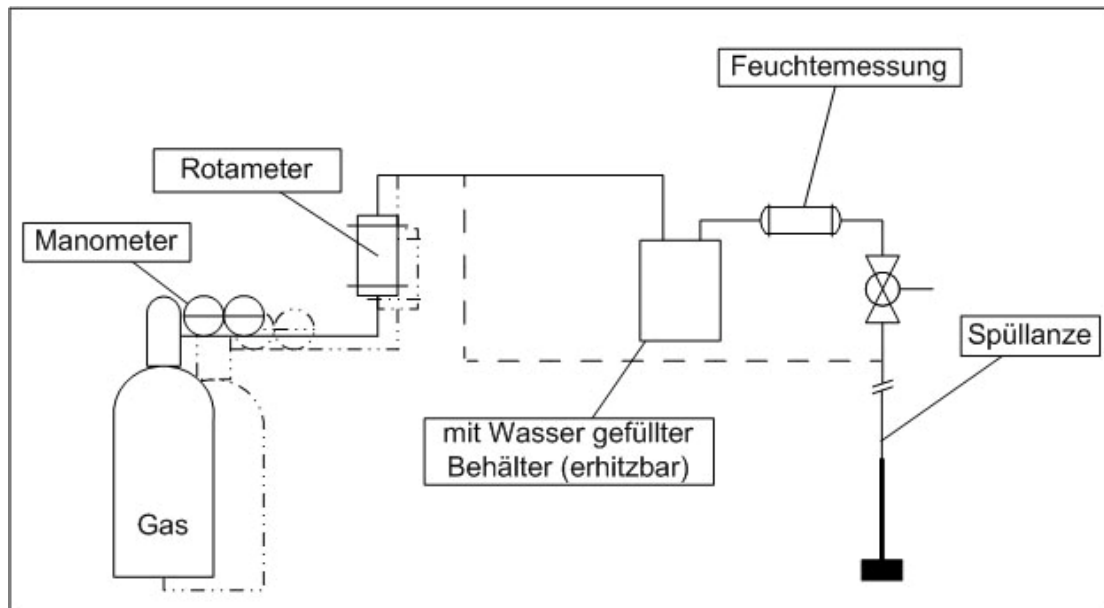 Feuchtemessung
Rotameter
Manometer
Spüllanze
mit Wasser gefüllter
Behälter (erhitzbar)
Gas